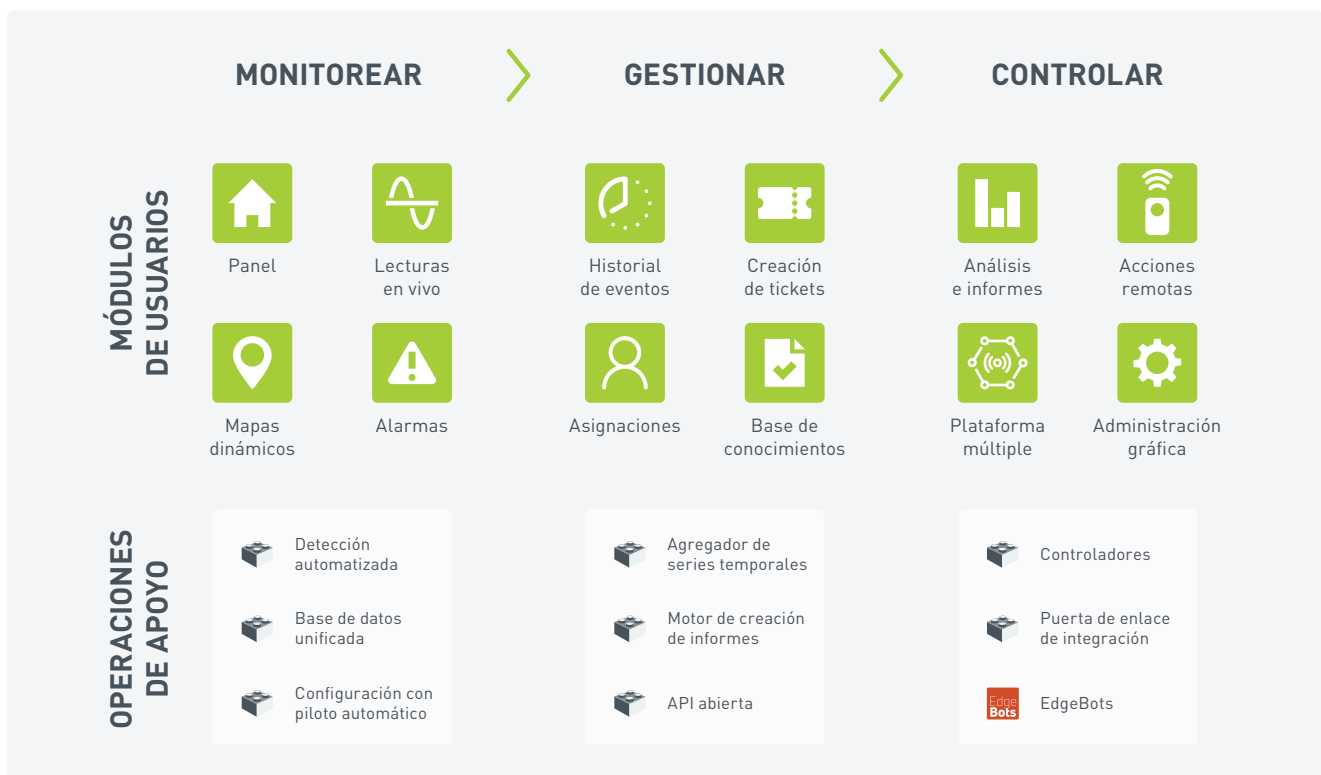 MONITOREAR
GESTIONAR
CONTROLAR
MÓDULOS
DE USUARIOS
Panel
Lecturas
en vivo
Historial
de eventos
Creación
de tickets
Análisis
e informes
Acciones
remotas
Mapas
dinámicos
Alarmas
Asignaciones
Base de
conocimientos
Plataforma
múltiple
Administración
gráfica
OPERACIONES
DE APOYO
Detección
automatizada
Base de datos
unificada
Configuración con
piloto automático
Agregador de
series temporales
Motor de creación
de informes
API abierta
Controladores
Puerta de enlace
de integración
Edge
Bots
EdgeBots